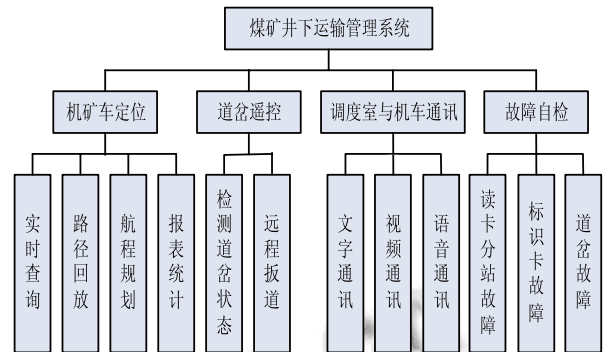 煤矿井下运输管理系统
机矿车定位
道岔遥控
调度室与机车通讯
故障自检
实时查询
路径回放
航程规划
报表统计
检测道岔状态
远程扳道
文字通讯
视频通讯
语音通讯
读卡分站故障
标识卡故障
道岔故障